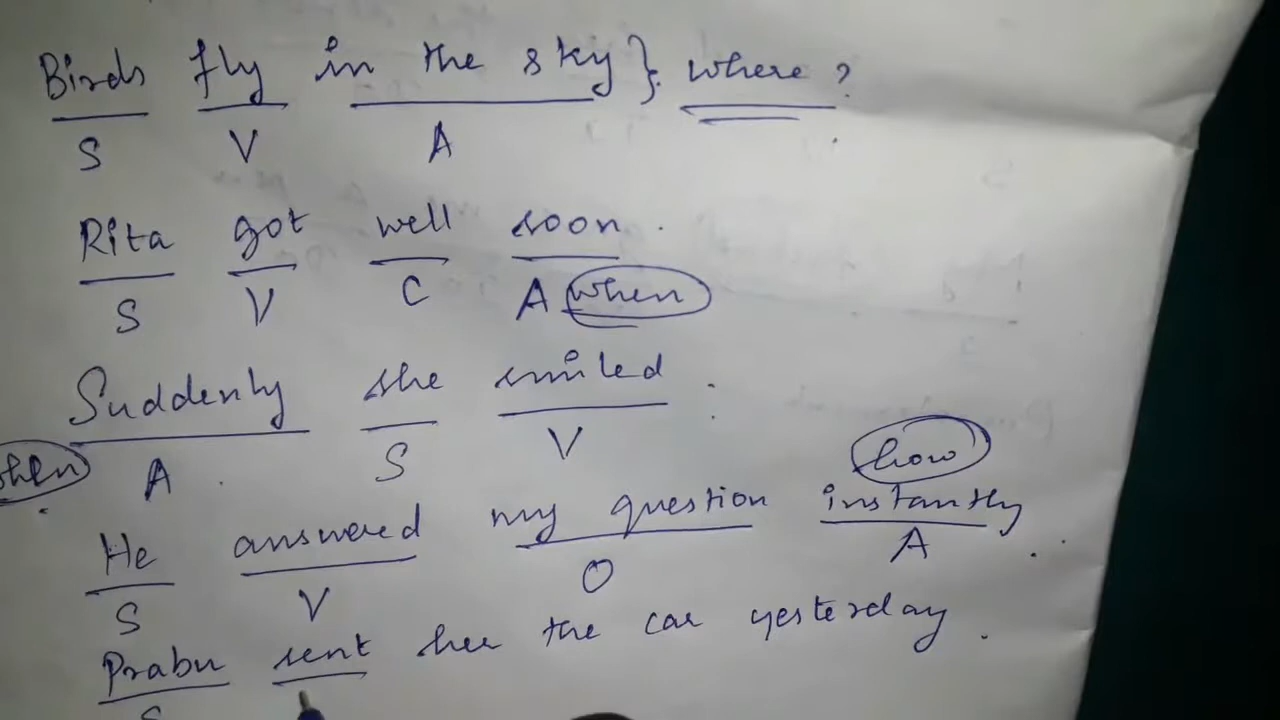 Birds fly in the sky}. where?
S V A
Rita got well soon.
S V C A when
Suddenly she smiled.
when A S V
how
He answered my question instantly.
S V O A
Prabu sent her the car yesterday.
S